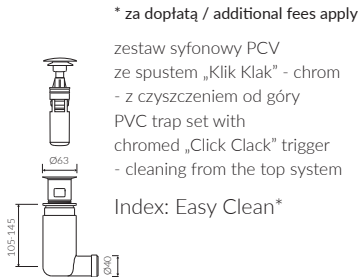 * za dopłatą / additional fees apply
zestaw syfonowy PCV
ze spustem „Klik Klak” - chrom
- z czyszczeniem od góry
PVC trap set with
chromed „Click Clack” trigger
- cleaning from the top system
Index: Easy Clean*
Ø63
105-145
Ø40